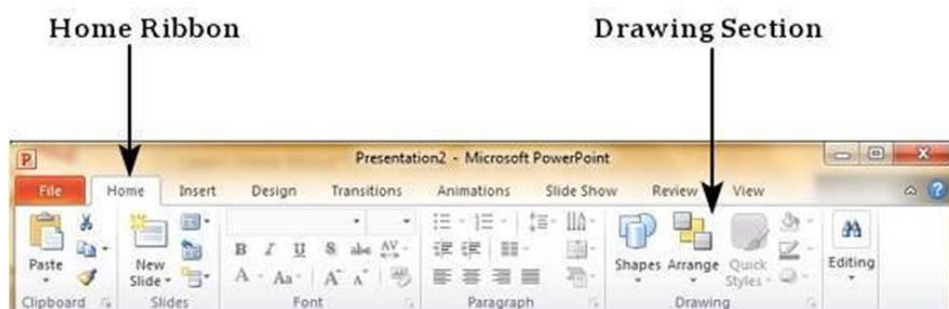 Home Ribbon Drawing Section
Presentation2 - Microsoft PowerPoint
File Home Insert Design Transitions Animations Slide Show Review View
B I U S abc AV
A Aa A A
Paste New Slide Shapes Arrange Quick Styles Editing
Clipboard Slides Font Paragraph Drawing